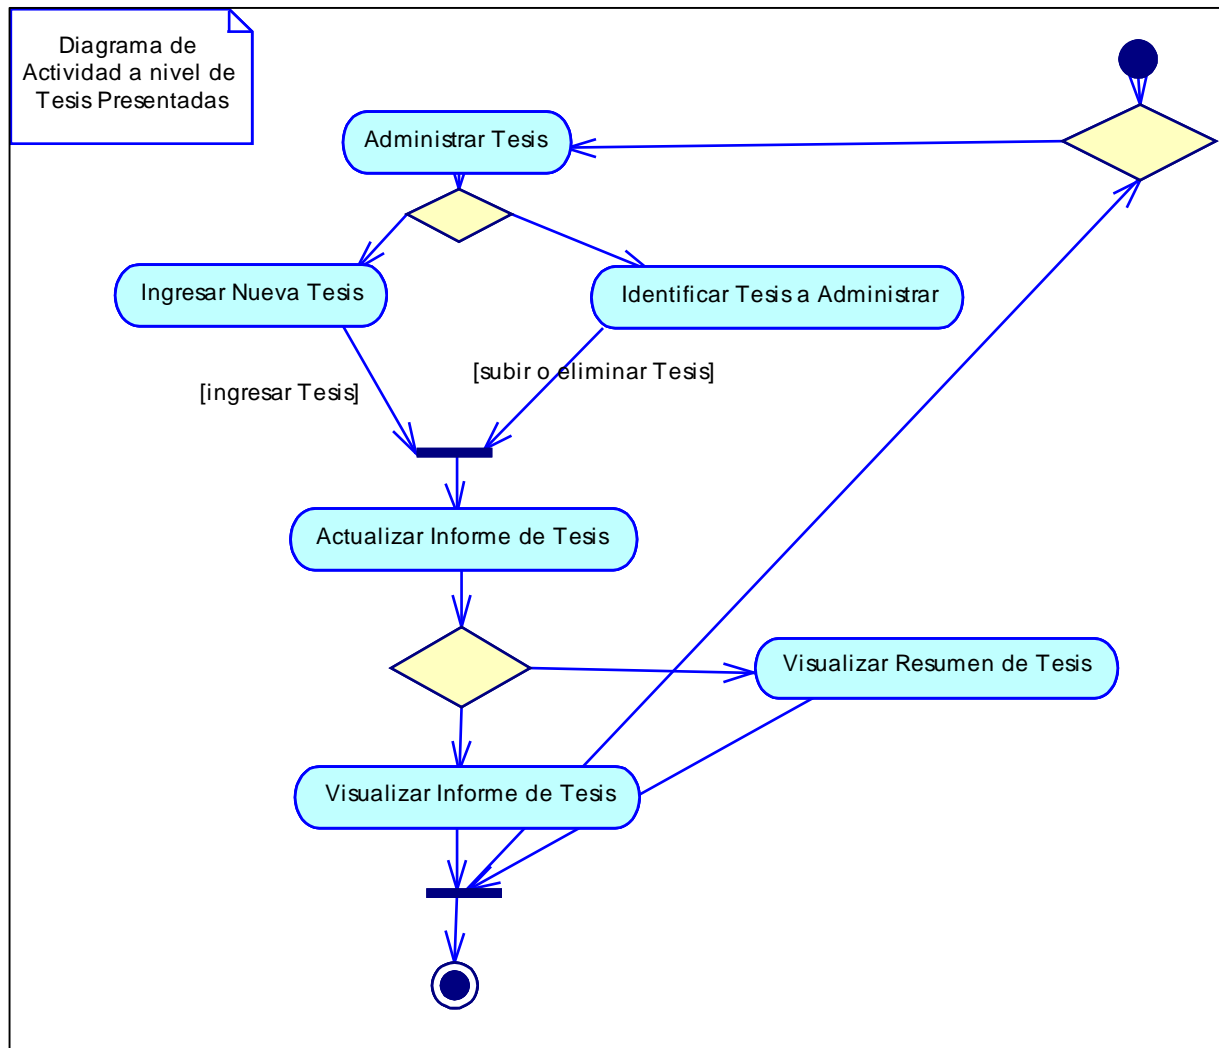 Diagrama de
Actividad a nivel de
Tesis Presentadas
Administrar Tesis
Ingresar Nueva Tesis
Identificar Tesis a Administrar
[subir o eliminar Tesis]
[ingresar Tesis]
Actualizar Informe de Tesis
Visualizar Resumen de Tesis
Visualizar Informe de Tesis